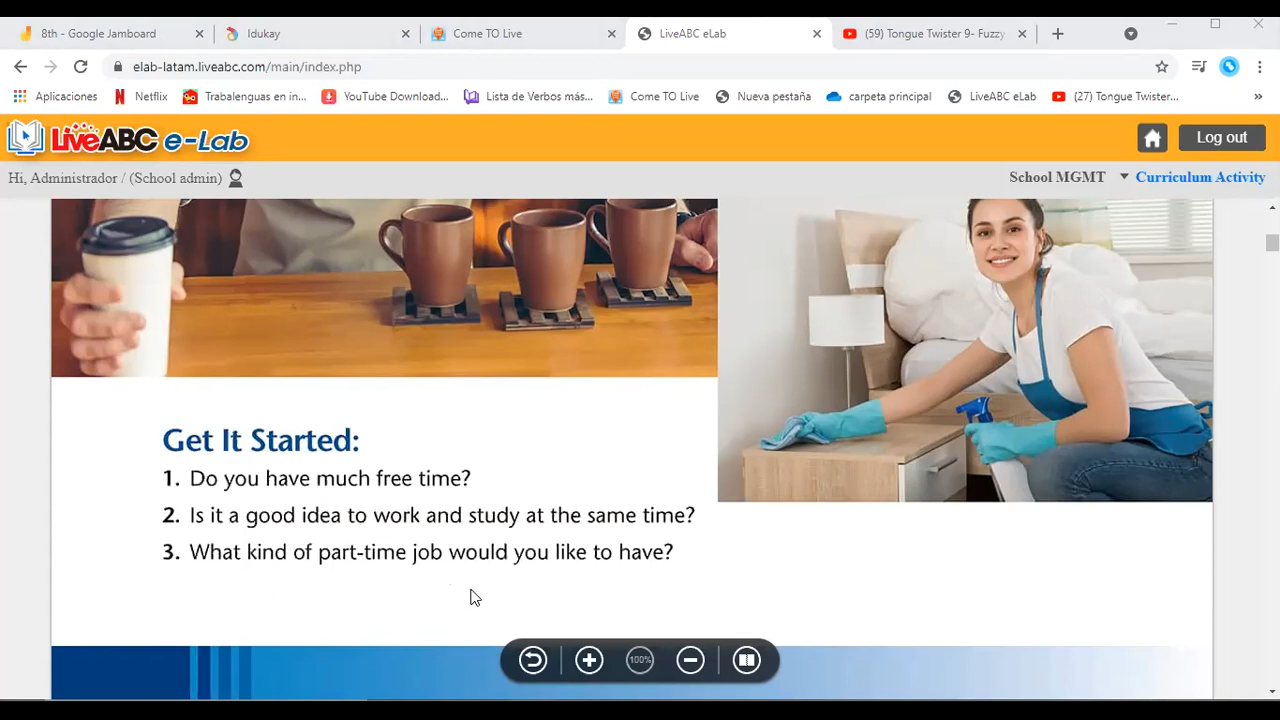 8th - Google Jamboard
Idukay
Come TO Live
LiveABC eLab
(59) Tongue Twister 9- Fuzzy
elab-latam.liveabc.com/main/index.php
Aplicaciones
Netflix
Trabalenguas en in...
YouTube Download...
Lista de Verbos más...
Come TO Live
Nueva pestaña
carpeta principal
LiveABC eLab
(27) Tongue Twister...
»
LiveABC e-Lab
Log out
Hi, Administrador / (School admin)
School MGMT
Curriculum Activity
Get It Started:
1. Do you have much free time?
2. Is it a good idea to work and study at the same time?
3. What kind of part-time job would you like to have?
100%